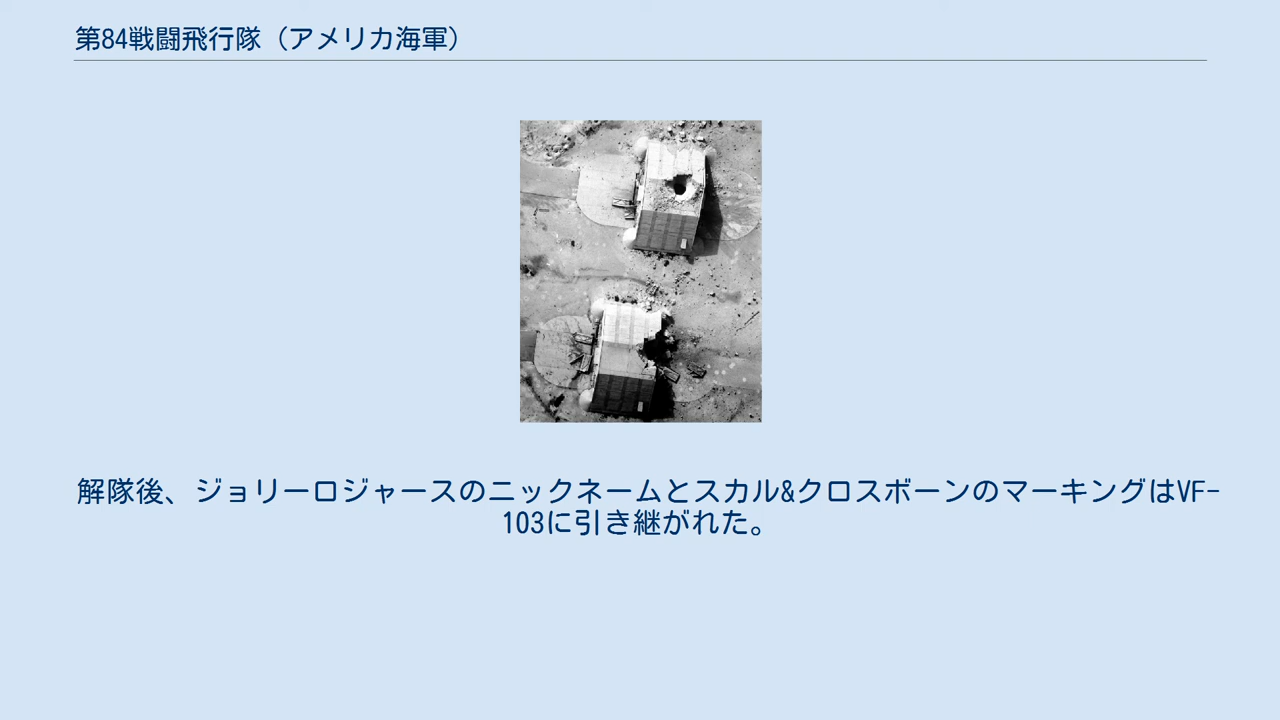 第84戦闘飛行隊（アメリカ海軍）
解隊後、ジョリーロジャースのニックネームとスカル&クロスボーンのマーキングはVF-
103に引き継がれた。